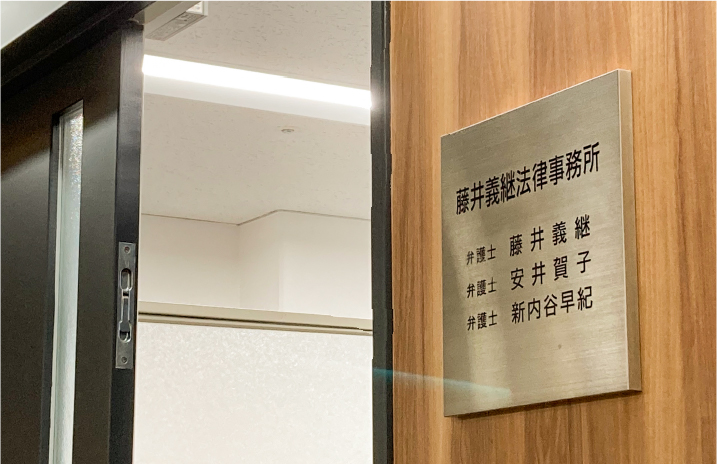 藤井義継法律事務所
弁護士 藤井義継
弁護士 安井賀子
弁護士 新内谷早紀